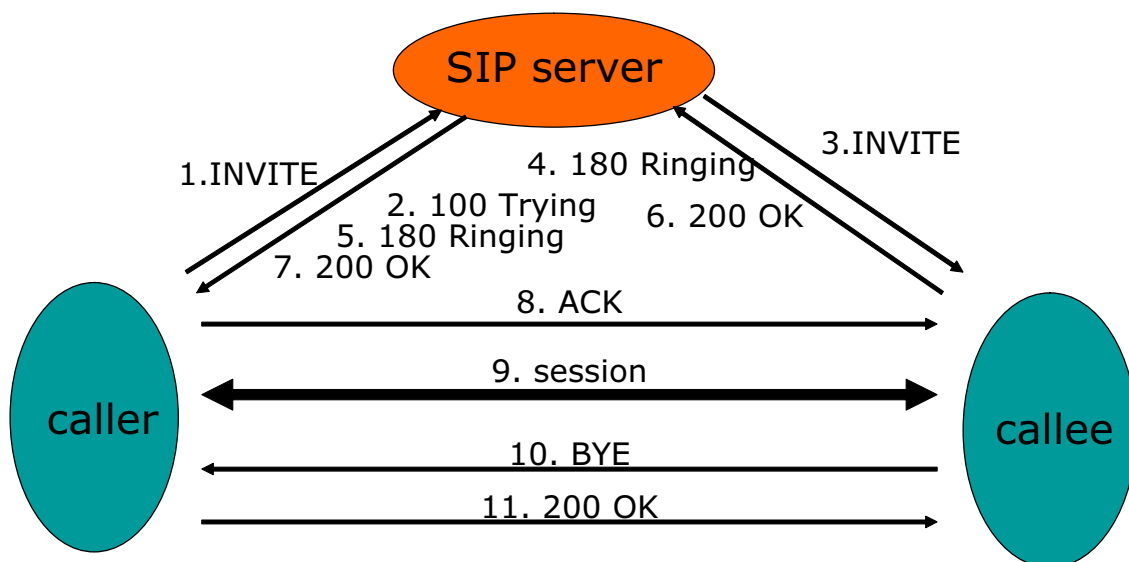 SIP server
1.INVITE
4. 180 Ringing
3.INVITE
2. 100 Trying
6. 200 OK
5. 180 Ringing
7. 200 OK
8. ACK
9. session
caller
callee
10. BYE
11. 200 OK